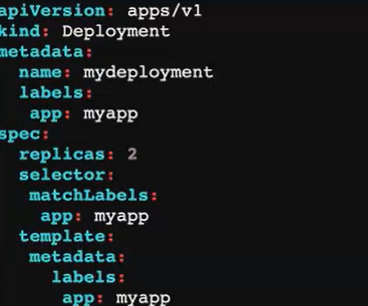 apiVersion: apps/v1
kind: Deployment
metadata:
  name: mydeployment
  labels:
   app: myapp
spec:
  replicas: 2
  selector:
   matchLabels:
    app: myapp
  template:
   metadata:
     labels:
      app: myapp